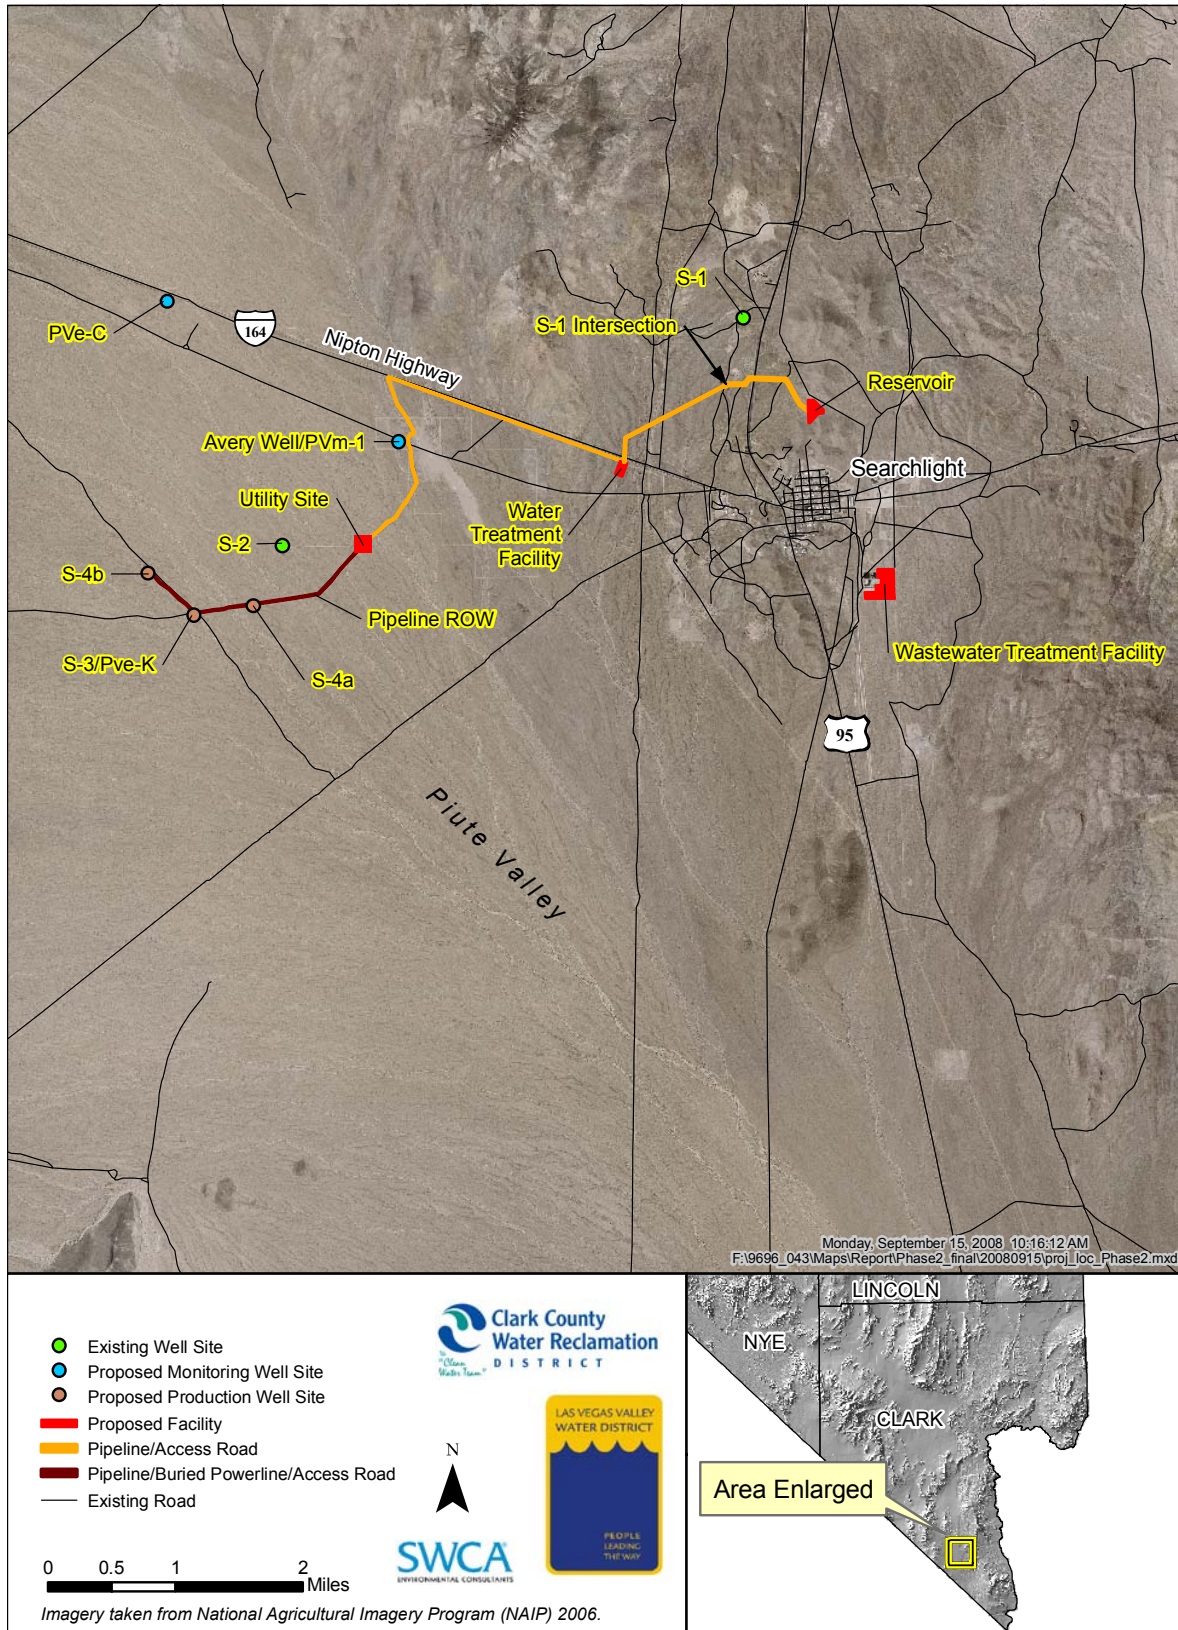 S-1
S-1 Intersection
PVe-C
164
Nipton Highway
Reservoir
Avery Well/PVm-1
Searchlight
Utility Site
Water
Treatment
Facility
S-2
S-4b
Pipeline ROW
S-3/Pve-K
S-4a
Wastewater Treatment Facility
95
Piute Valley
Monday, September 15, 2008 10:16:12 AM
F:\9696_043\Maps\Report\Phase2_final\20080915\proj_loc_Phase2.mxd
Existing Well Site
Proposed Monitoring Well Site
Proposed Production Well Site
Proposed Facility
Pipeline/Access Road
Pipeline/Buried Powerline/Access Road
Existing Road
0 0.5 1 2
Miles
Imagery taken from National Agricultural Imagery Program (NAIP) 2006.
Clark County
Water Reclamation
DISTRICT
"Clean
Water Team"
N
SWCA
ENVIRONMENTAL CONSULTANTS
LAS VEGAS VALLEY
WATER DISTRICT
PEOPLE
LEADING
THE WAY
LINCOLN
NYE
CLARK
Area Enlarged